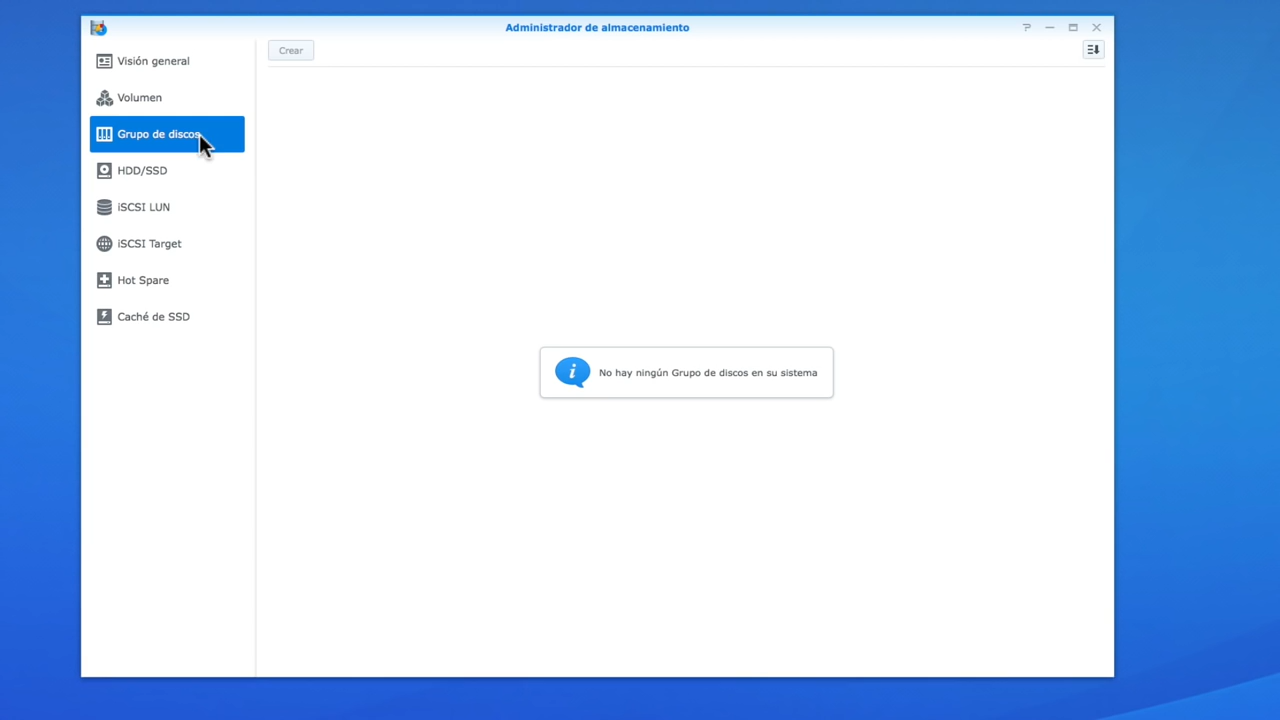 Administrador de almacenamiento
Crear
Visión general
Volumen
Grupo de discos
HDD/SSD
iSCSI LUN
iSCSI Target
Hot Spare
Caché de SSD
No hay ningún Grupo de discos en su sistema